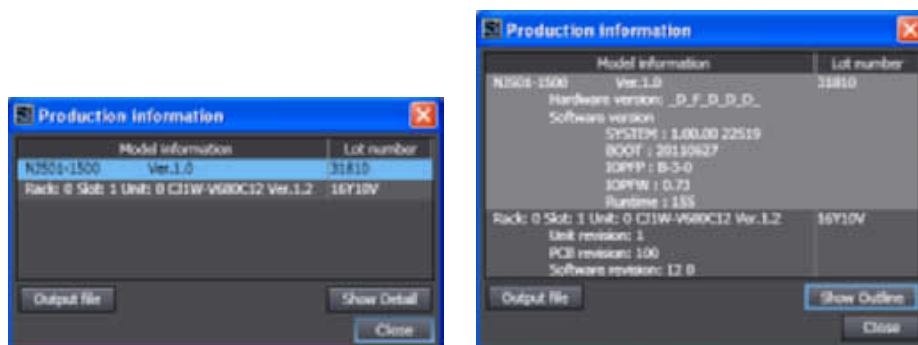 Production Information
Model information Lot number
NJ501-1500 Ver.1.0 31810
Rack: 0 Slot: 1 Unit: 0 CJ1W-V680C12 Ver.1.2 16Y10V
Output file Show Detail
Close
Production Information
Model information Lot number
NJ501-1500 Ver.1.0 31810
Hardware version: _D_F_D_D_D_
Software version
SYSTEM : 1.00.00 22519
BOOT : 20110627
IOPFP : B-3-0
IOPFW : 0.73
Runtime : 155
Rack: 0 Slot: 1 Unit: 0 CJ1W-V680C12 Ver.1.2 16Y10V
Unit revision: 1
PCB revision: 100
Software revision: 12 0
Output file Show Outline
Close